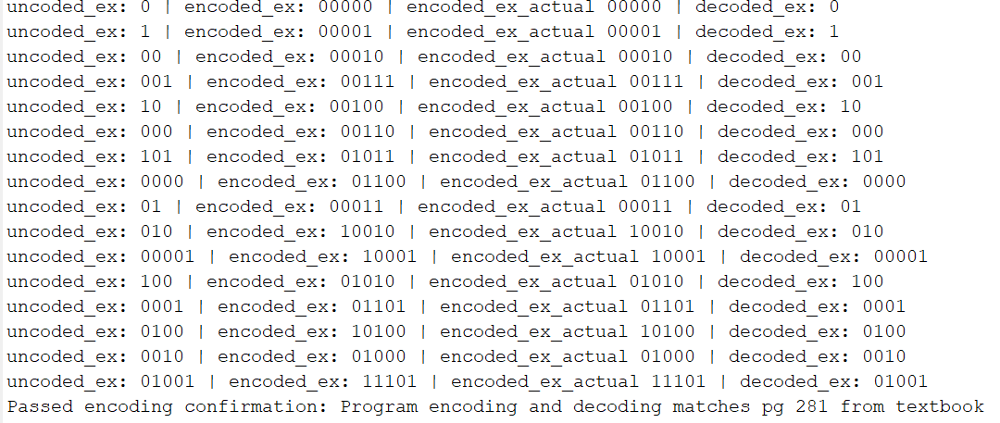 uncoded_ex: 0 | encoded_ex: 00000 | encoded_ex_actual 00000 | decoded_ex: 0
uncoded_ex: 1 | encoded_ex: 00001 | encoded_ex_actual 00001 | decoded_ex: 1
uncoded_ex: 00 | encoded_ex: 00010 | encoded_ex_actual 00010 | decoded_ex: 00
uncoded_ex: 001 | encoded_ex: 00111 | encoded_ex_actual 00111 | decoded_ex: 001
uncoded_ex: 10 | encoded_ex: 00100 | encoded_ex_actual 00100 | decoded_ex: 10
uncoded_ex: 000 | encoded_ex: 00110 | encoded_ex_actual 00110 | decoded_ex: 000
uncoded_ex: 101 | encoded_ex: 01011 | encoded_ex_actual 01011 | decoded_ex: 101
uncoded_ex: 0000 | encoded_ex: 01100 | encoded_ex_actual 01100 | decoded_ex: 0000
uncoded_ex: 01 | encoded_ex: 00011 | encoded_ex_actual 00011 | decoded_ex: 01
uncoded_ex: 010 | encoded_ex: 10010 | encoded_ex_actual 10010 | decoded_ex: 010
uncoded_ex: 00001 | encoded_ex: 10001 | encoded_ex_actual 10001 | decoded_ex: 00001
uncoded_ex: 100 | encoded_ex: 01010 | encoded_ex_actual 01010 | decoded_ex: 100
uncoded_ex: 0001 | encoded_ex: 01101 | encoded_ex_actual 01101 | decoded_ex: 0001
uncoded_ex: 0100 | encoded_ex: 10100 | encoded_ex_actual 10100 | decoded_ex: 0100
uncoded_ex: 0010 | encoded_ex: 01000 | encoded_ex_actual 01000 | decoded_ex: 0010
uncoded_ex: 01001 | encoded_ex: 11101 | encoded_ex_actual 11101 | decoded_ex: 01001
Passed encoding confirmation: Program encoding and decoding matches pg 281 from textbook